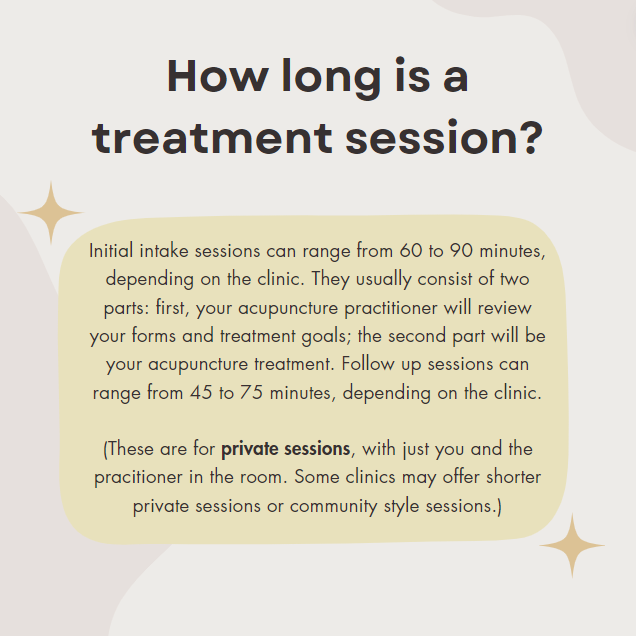 How long is a
treatment session?
Initial intake sessions can range from 60 to 90 minutes,
depending on the clinic. They usually consist of two
parts: first, your acupuncture practitioner will review
your forms and treatment goals; the second part will be
your acupuncture treatment. Follow up sessions can
range from 45 to 75 minutes, depending on the clinic.
(These are for private sessions, with just you and the
pracitioner in the room. Some clinics may offer shorter
private sessions or community style sessions.)